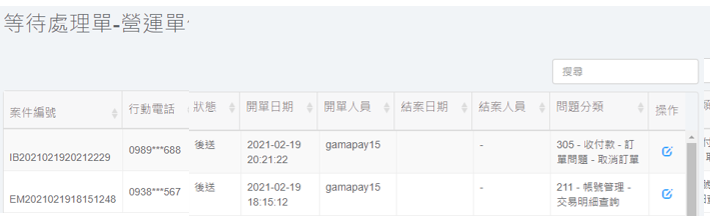 等待處理單-營運單
搜尋
案件編號 行動電話 狀態 開單日期 開單人員 結案日期 結案人員 問題分類 操作
IB2021021920212229 0989***688 後送 2021-02-19 20:21:22 gamapay15 - 305 - 收付款 - 訂單問題 - 取消訂單
EM2021021918151248 0938***567 後送 2021-02-19 18:15:12 gamapay15 - 211 - 帳號管理 - 交易明細查詢